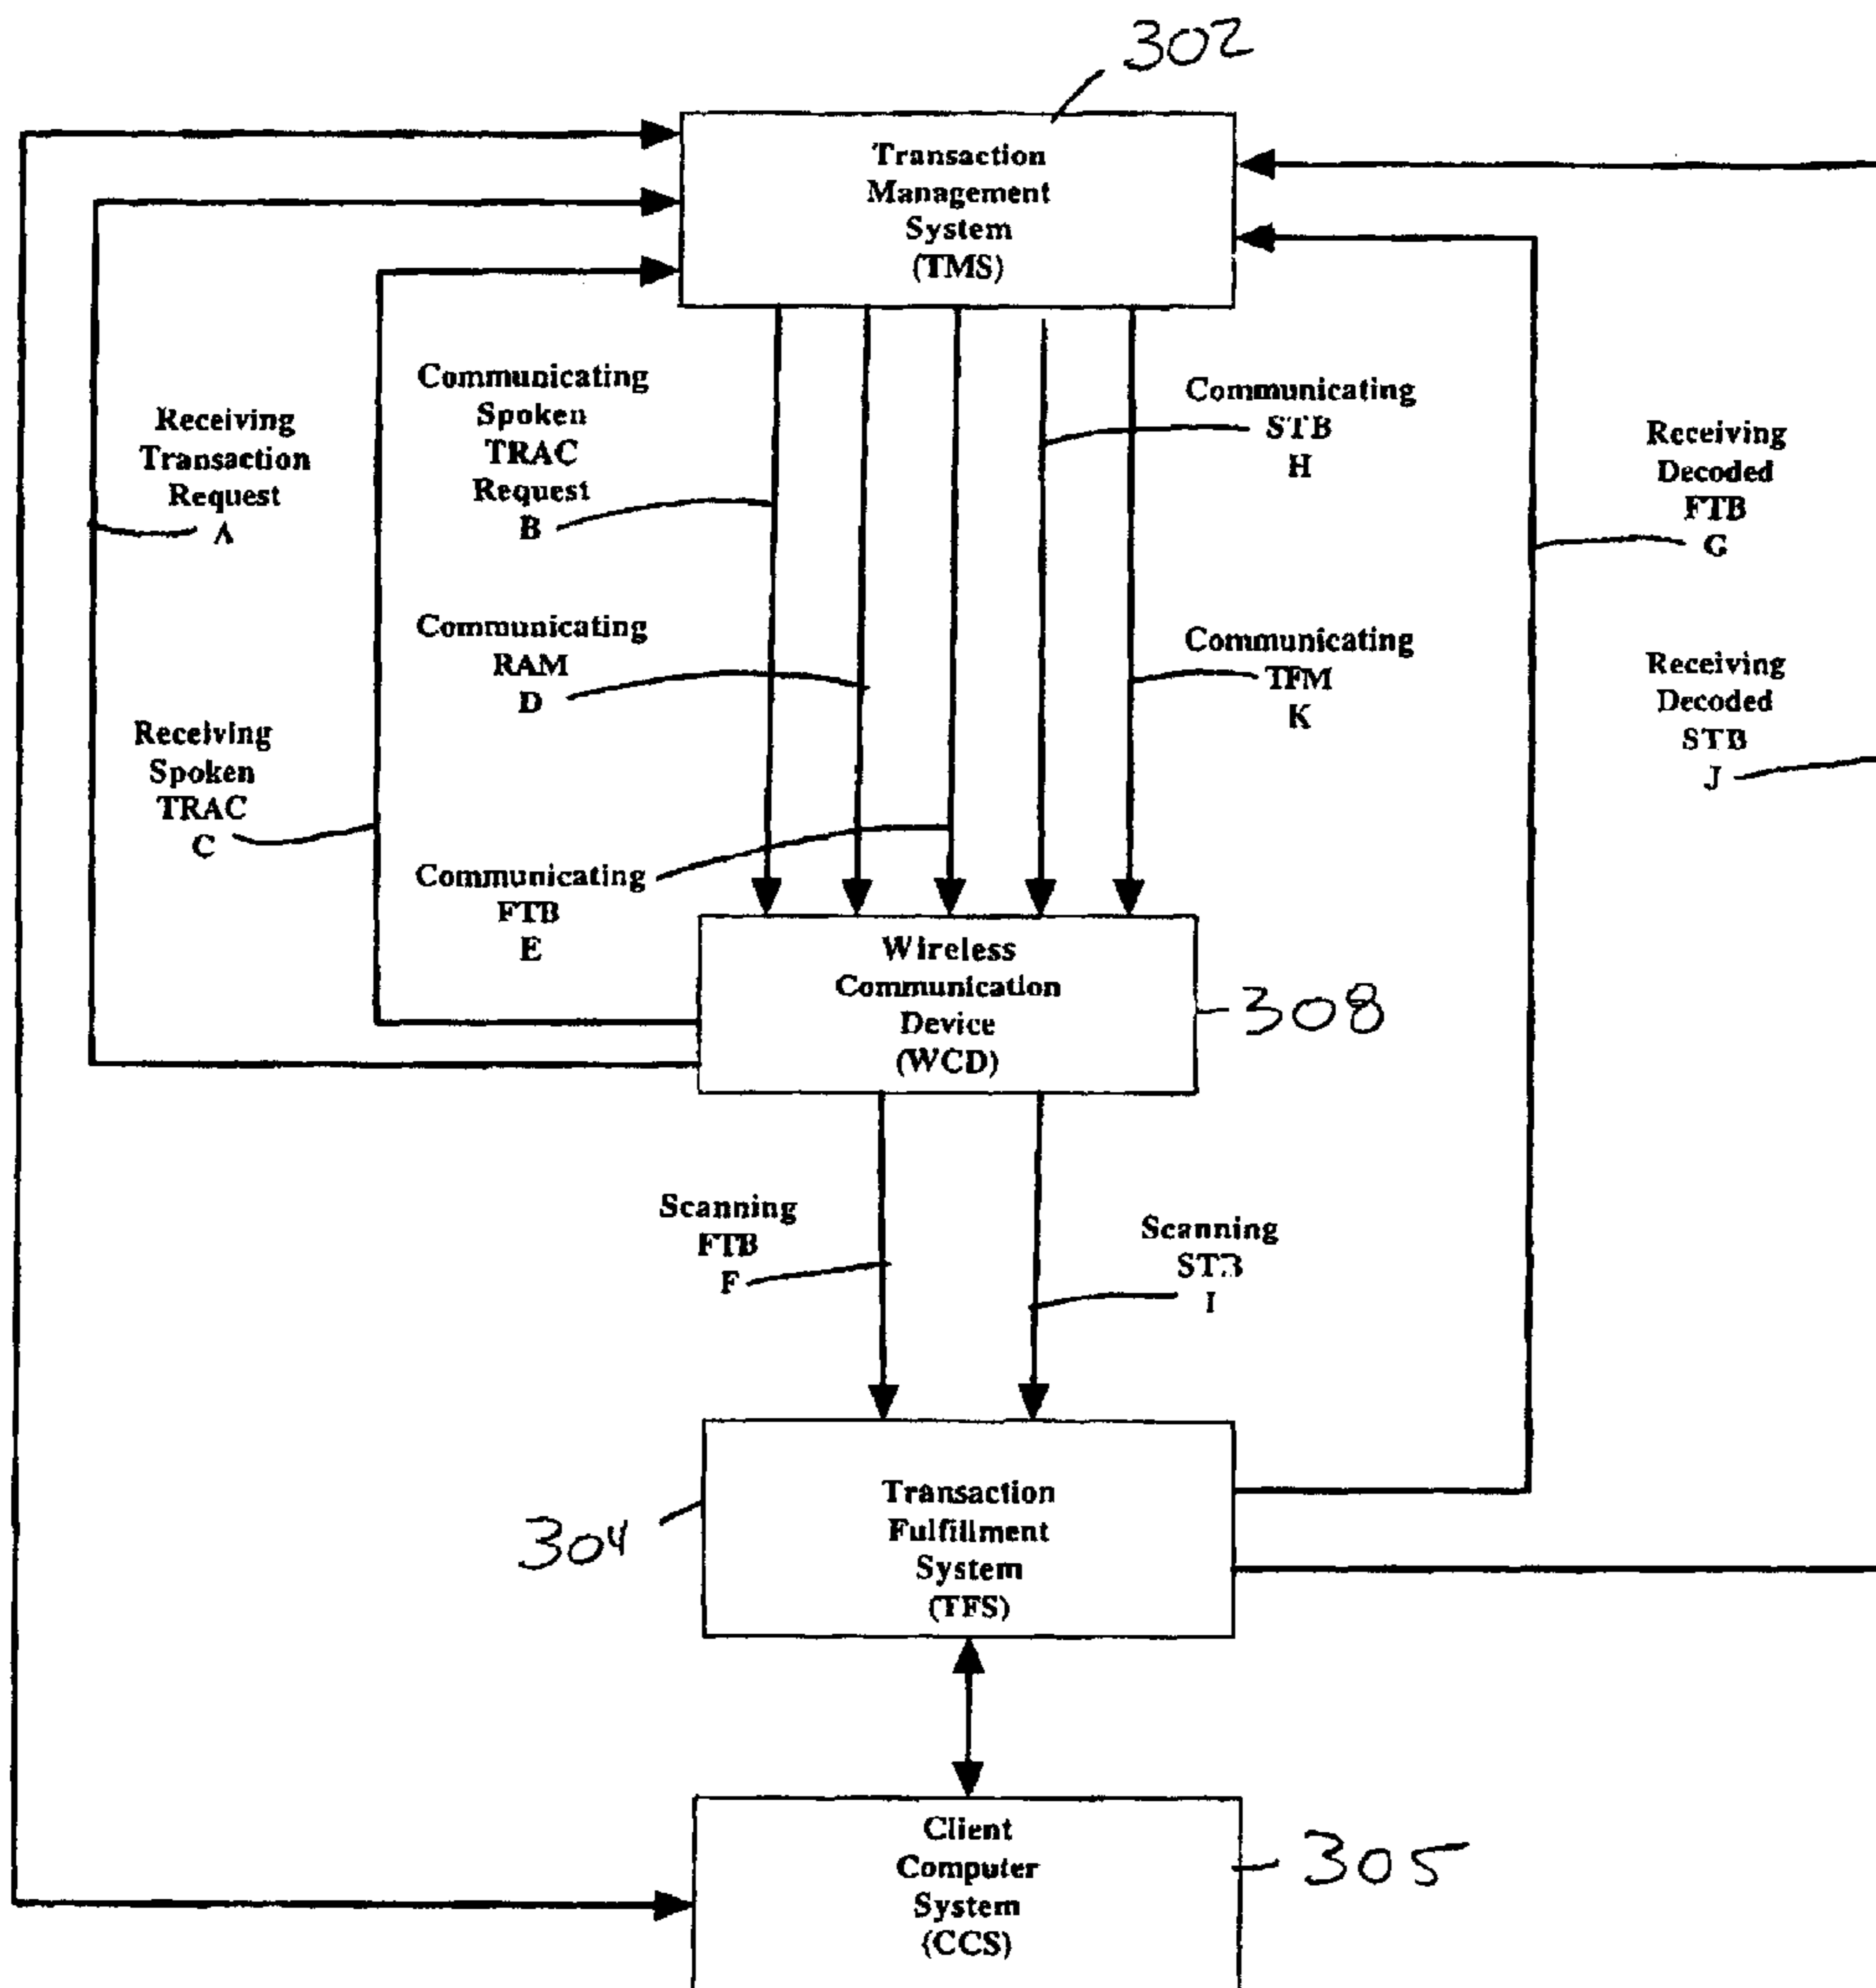 302
Transaction
Management
System
(TMS)
Communicating
Spoken
TRAC
Request
B
Communicating
STB
H
Receiving
Transaction
Request
A
Receiving
Decoded
FTB
G
Communicating
RAM
D
Communicating
TFM
K
Receiving
Decoded
STB
J
Receiving
Spoken
TRAC
C
Communicating
FTB
E
Wireless
Communication
Device
(WCD)
308
Scanning
FTB
F
Scanning
STB
I
304
Transaction
Fulfillment
System
(TFS)
Client
Computer
System
(CCS)
305